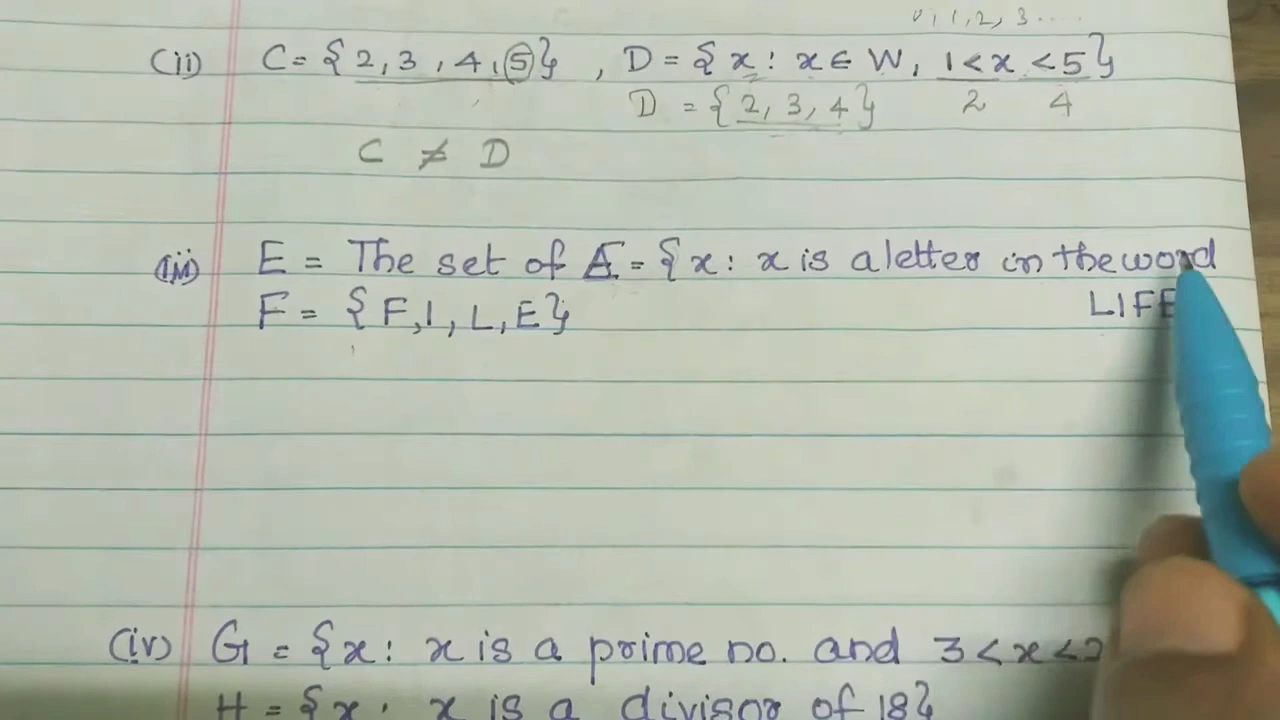 0, 1, 2, 3 ....
(ii) C = {2, 3, 4, 5}, D = {x : x ∈ W, 1 < x < 5}
D = {2, 3, 4} 2 4
C ≠ D
(iii) E = The set of = {x : x is a letter in the word
F = {F, I, L, E} LIFE
(iv) G = {x : x is a prime no. and 3 < x <
H = {x : x is a divisor of 18}